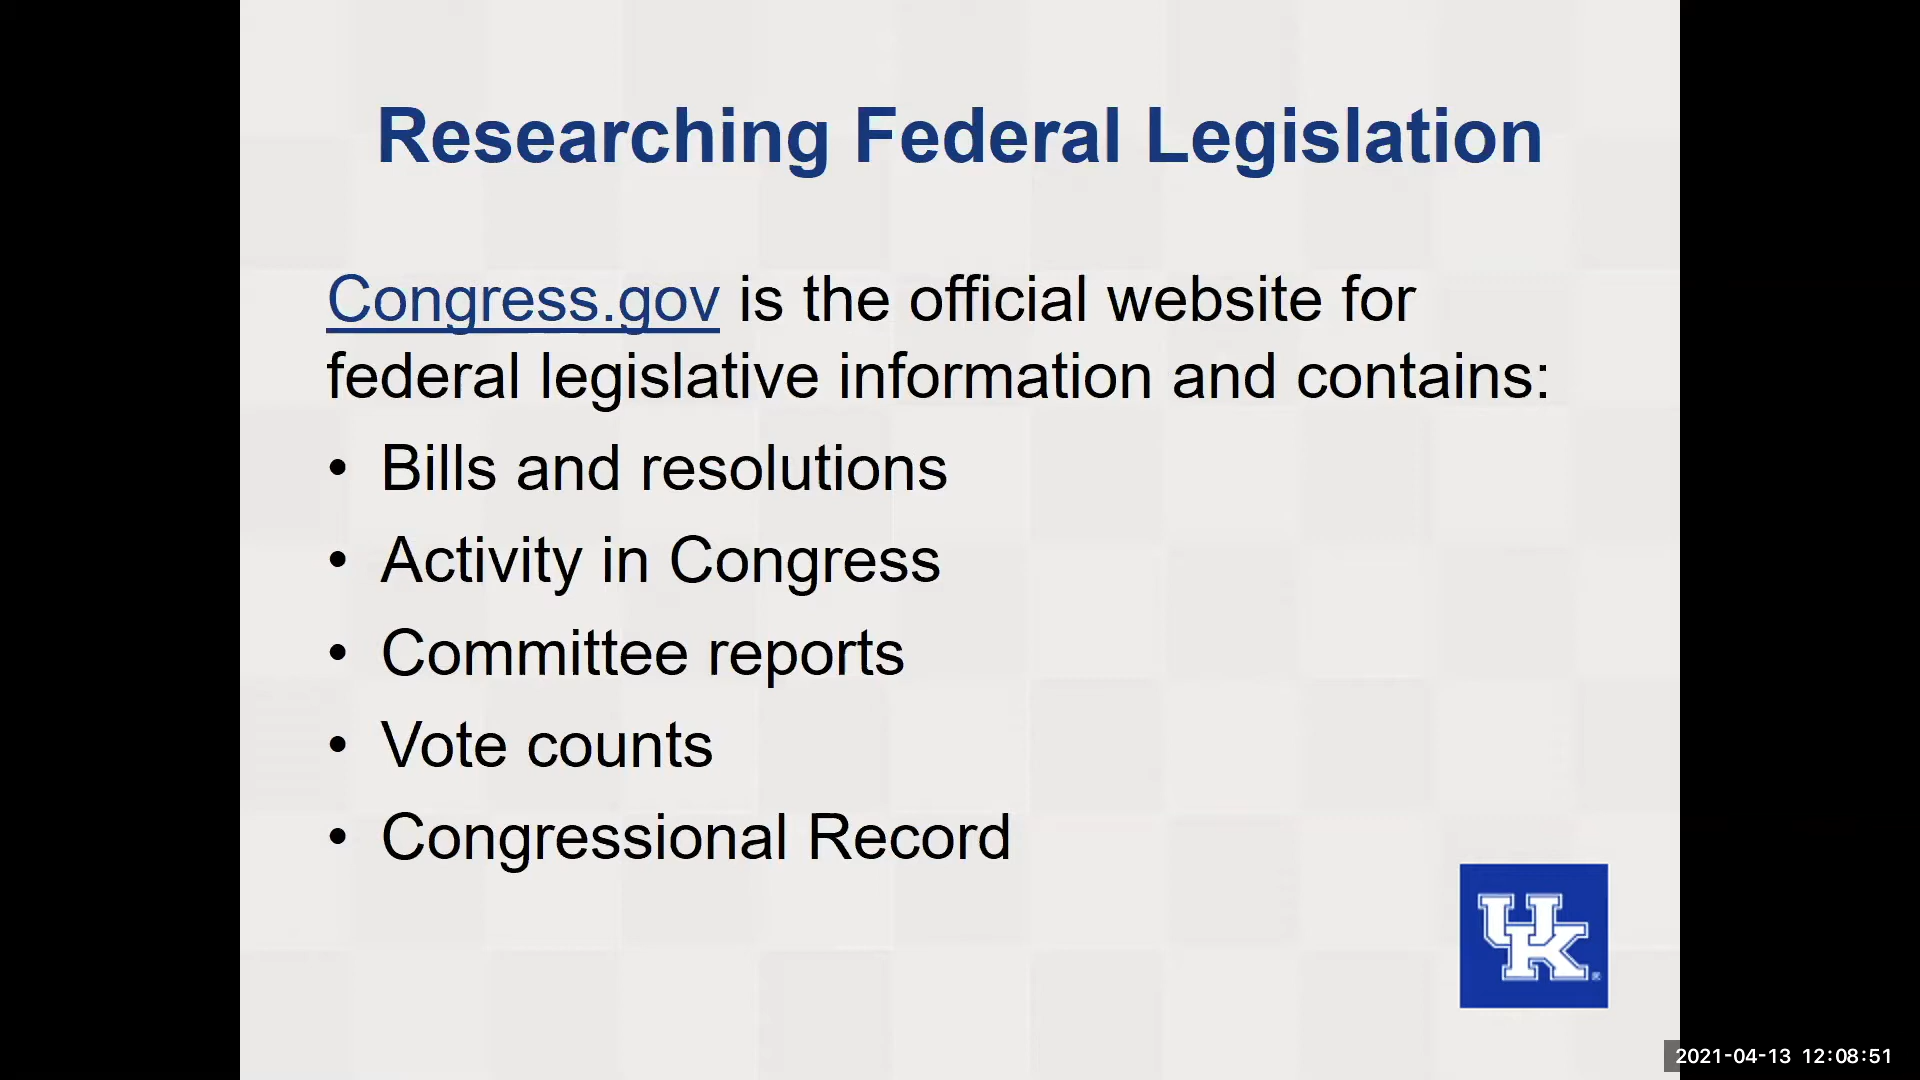 Researching Federal Legislation
Congress.gov is the official website for
federal legislative information and contains:
• Bills and resolutions
• Activity in Congress
• Committee reports
• Vote counts
• Congressional Record
UK
2021-04-13 12:08:51